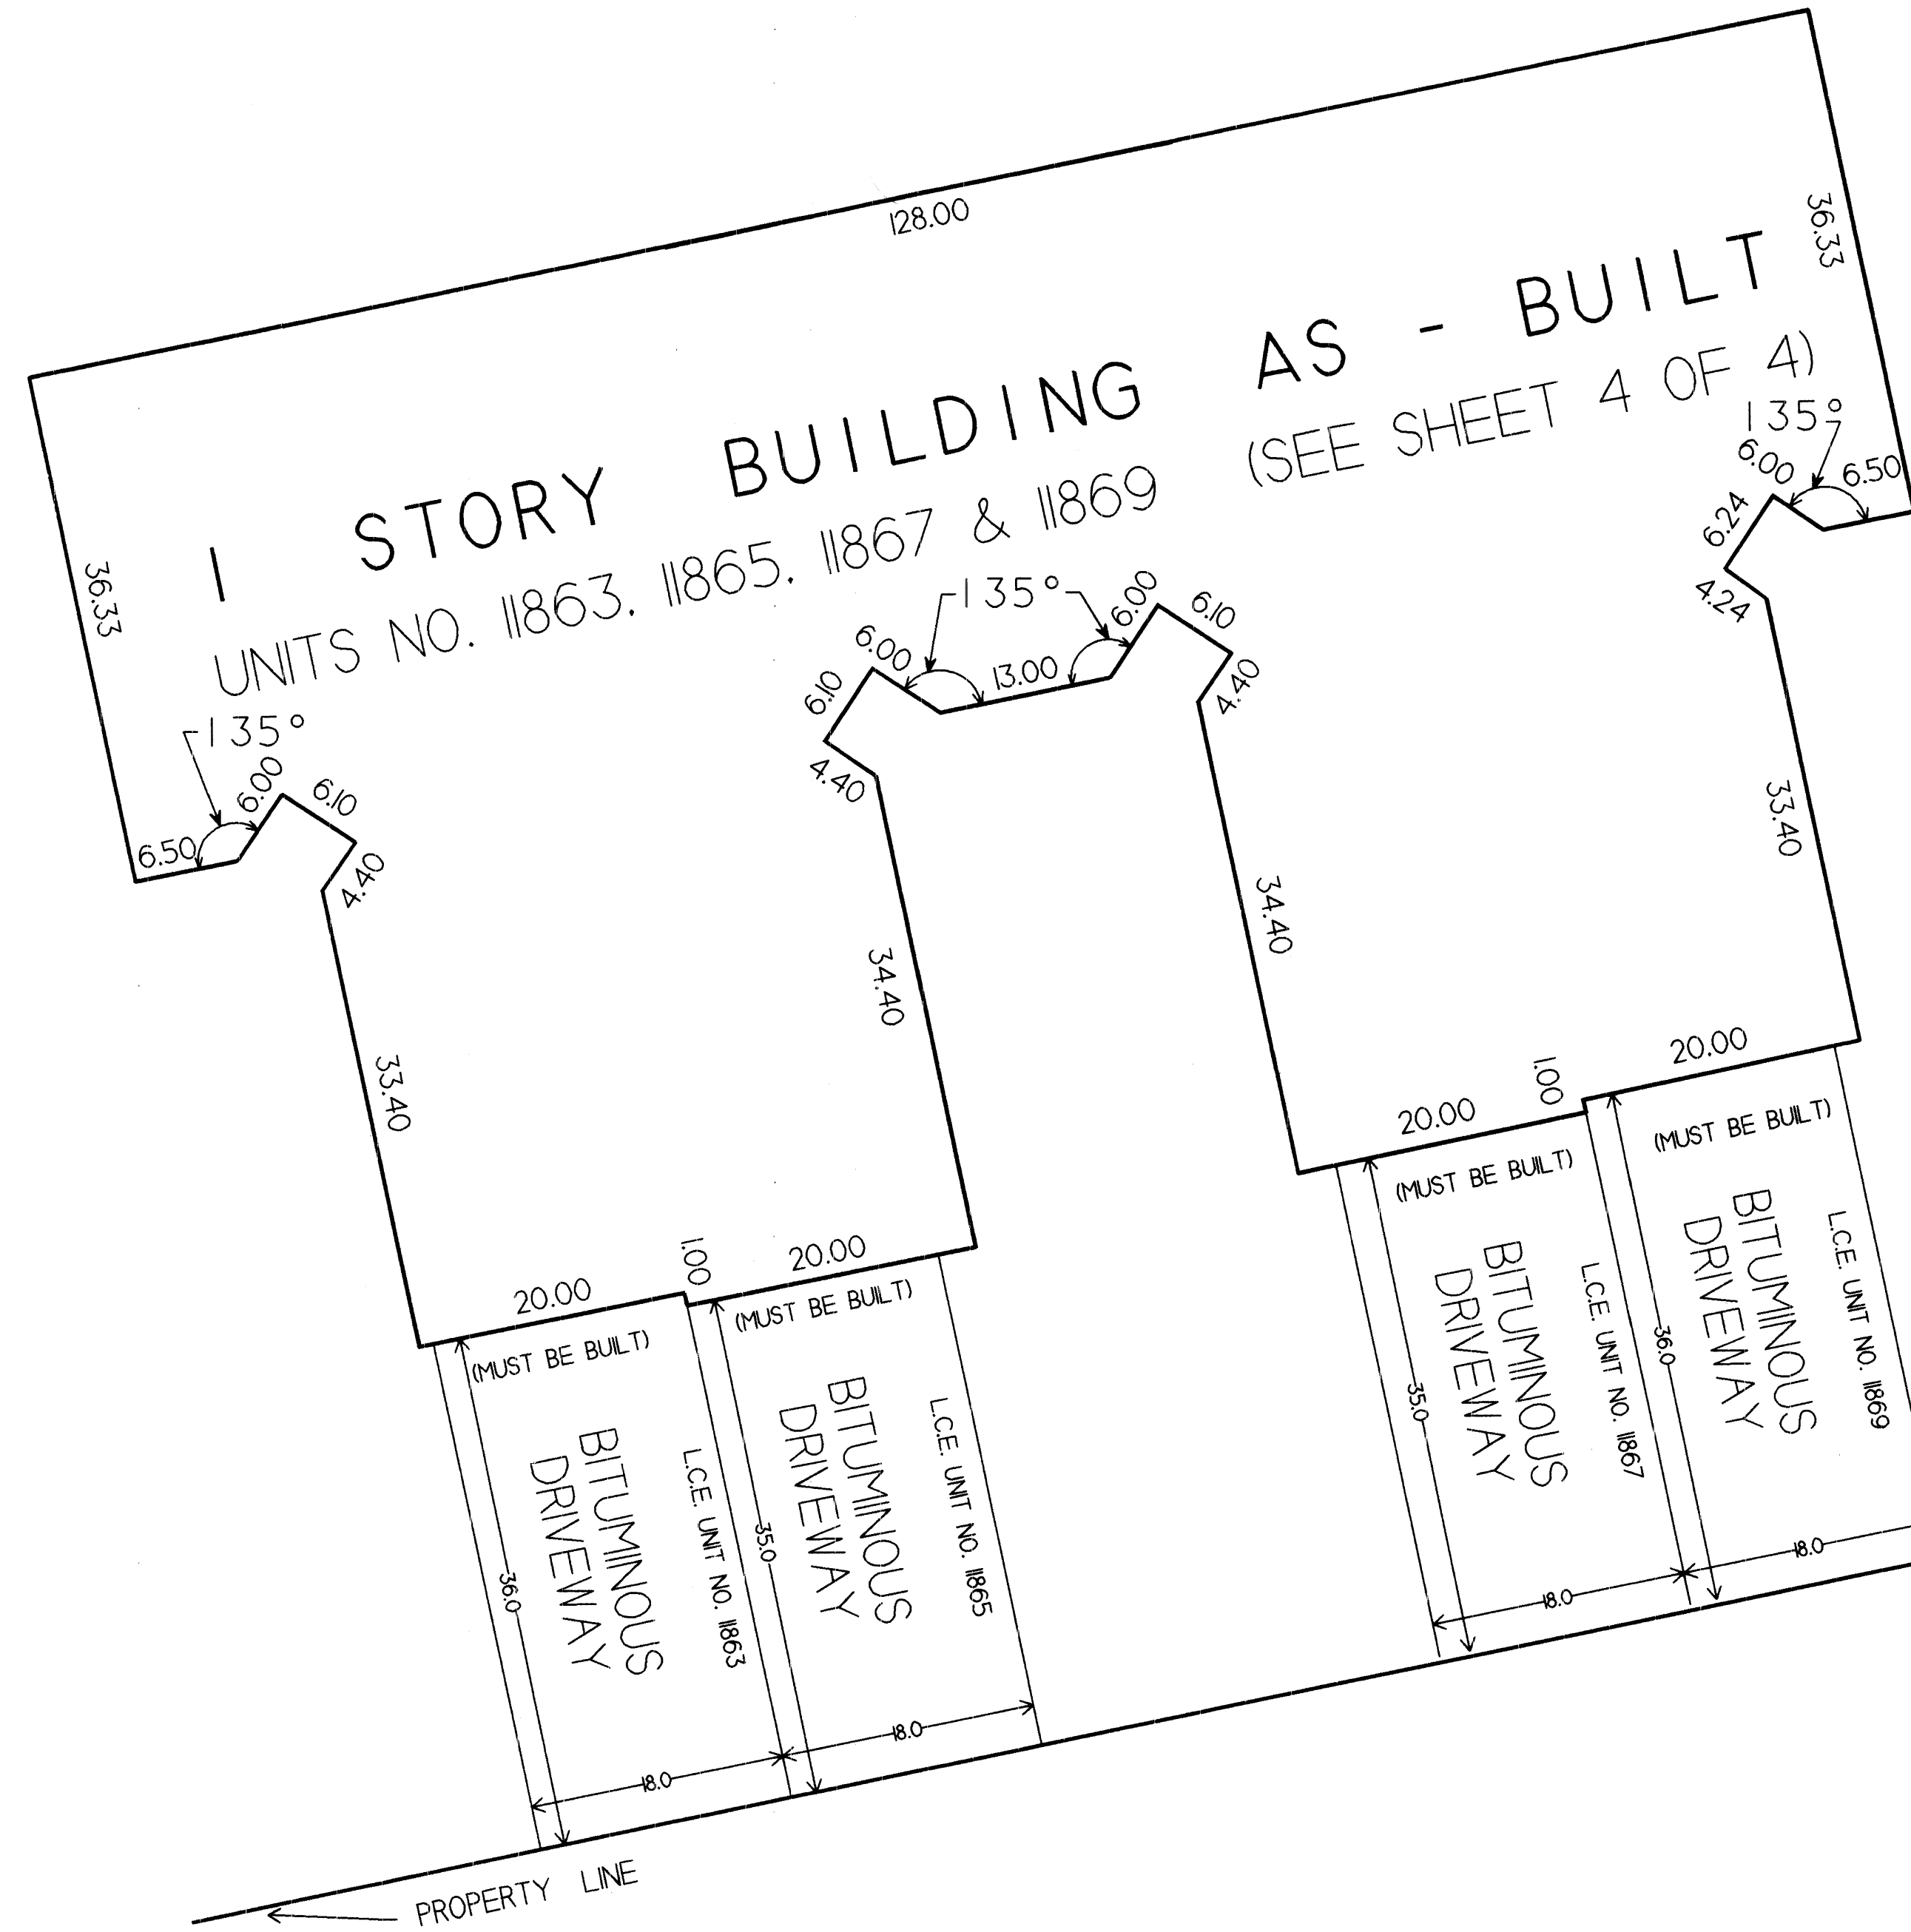 128.00
36.33
36.33
1 STORY BUILDING AS - BUILT
UNITS NO. 11863, 11865, 11867 & 11869 (SEE SHEET 4 OF 4)
135°
6.00
6.50
6.24
4.24
135°
6.00
13.00
6.00
6.10
6.10
4.40
4.40
135°
6.00
6.10
6.50
4.40
33.40
34.40
34.40
33.40
20.00
1.00
20.00
20.00
1.00
20.00
(MUST BE BUILT)
(MUST BE BUILT)
(MUST BE BUILT)
(MUST BE BUILT)
36.0
BITUMINOUS
DRIVEWAY
L.C.E. UNIT NO. 11863
35.0
BITUMINOUS
DRIVEWAY
L.C.E. UNIT NO. 11865
35.0
BITUMINOUS
DRIVEWAY
L.C.E. UNIT NO. 11867
36.0
BITUMINOUS
DRIVEWAY
L.C.E. UNIT NO. 11869
18.0
18.0
18.0
18.0
PROPERTY LINE